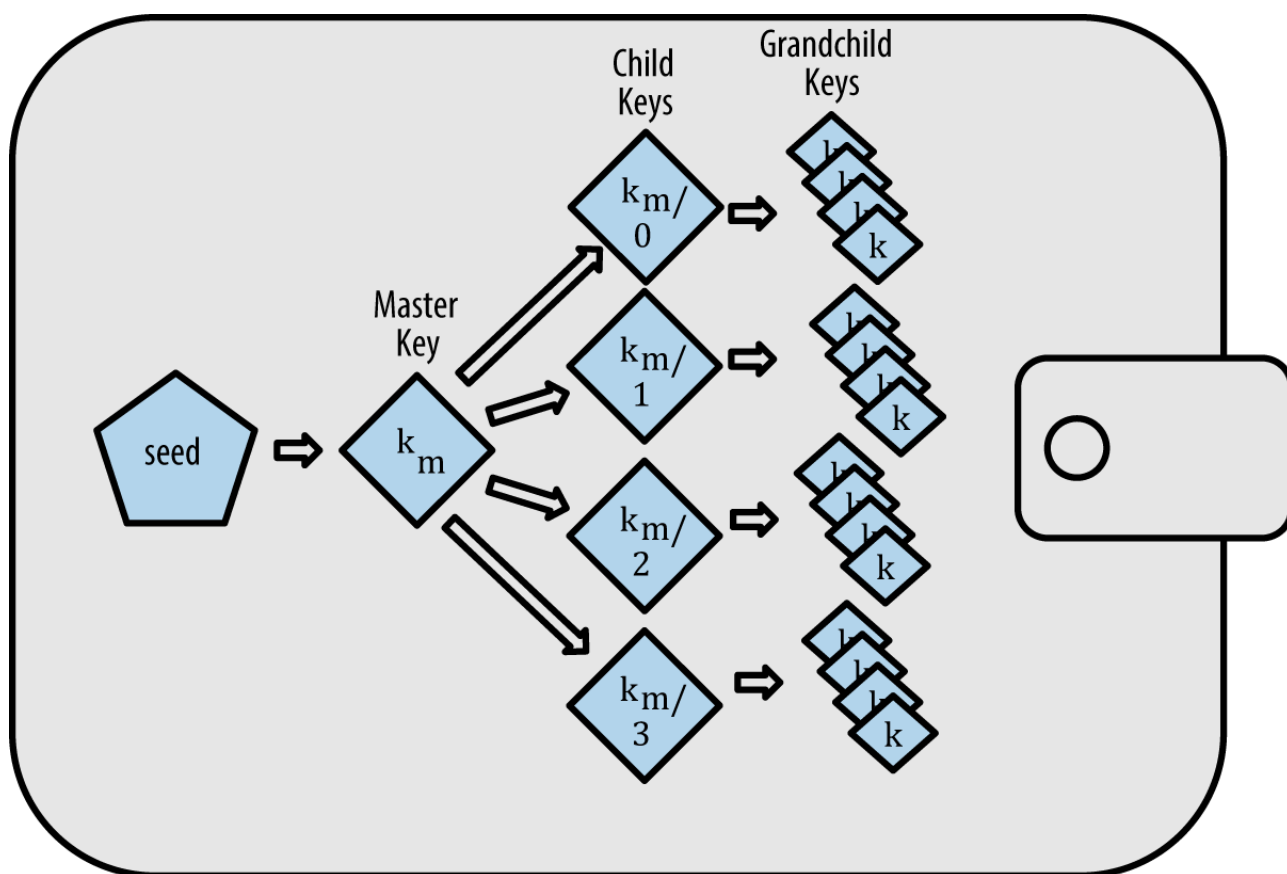 Grandchild
Keys
Child
Keys
k m/
0
Master
Key
k
k m/
1
seed
k m
k
k m/
2
k
k m/
3
k